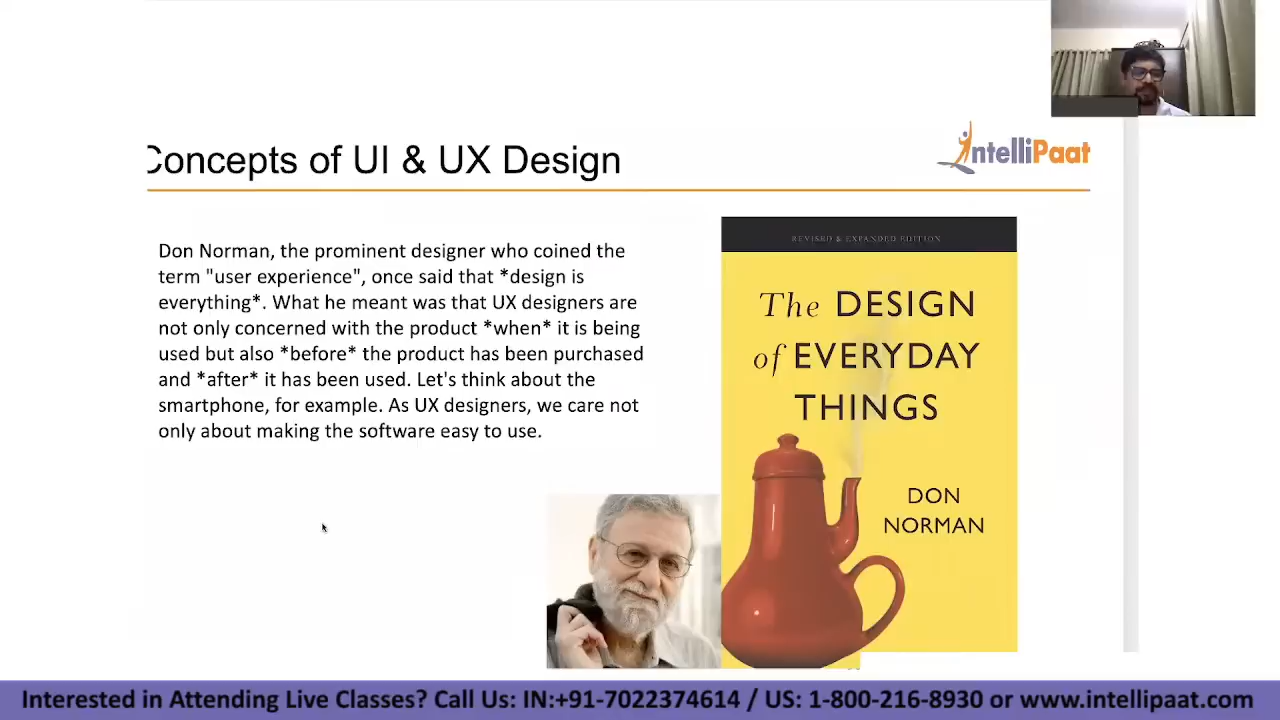 Concepts of UI & UX Design
IntelliPaat
Don Norman, the prominent designer who coined the
term "user experience", once said that *design is
everything*. What he meant was that UX designers are
not only concerned with the product *when* it is being
used but also *before* the product has been purchased
and *after* it has been used. Let's think about the
smartphone, for example. As UX designers, we care not
only about making the software easy to use.
REVISED & EXPANDED EDITION
The DESIGN
of EVERYDAY
THINGS
DON
NORMAN
Interested in Attending Live Classes? Call Us: IN:+91-7022374614 / US: 1-800-216-8930 or www.intellipaat.com